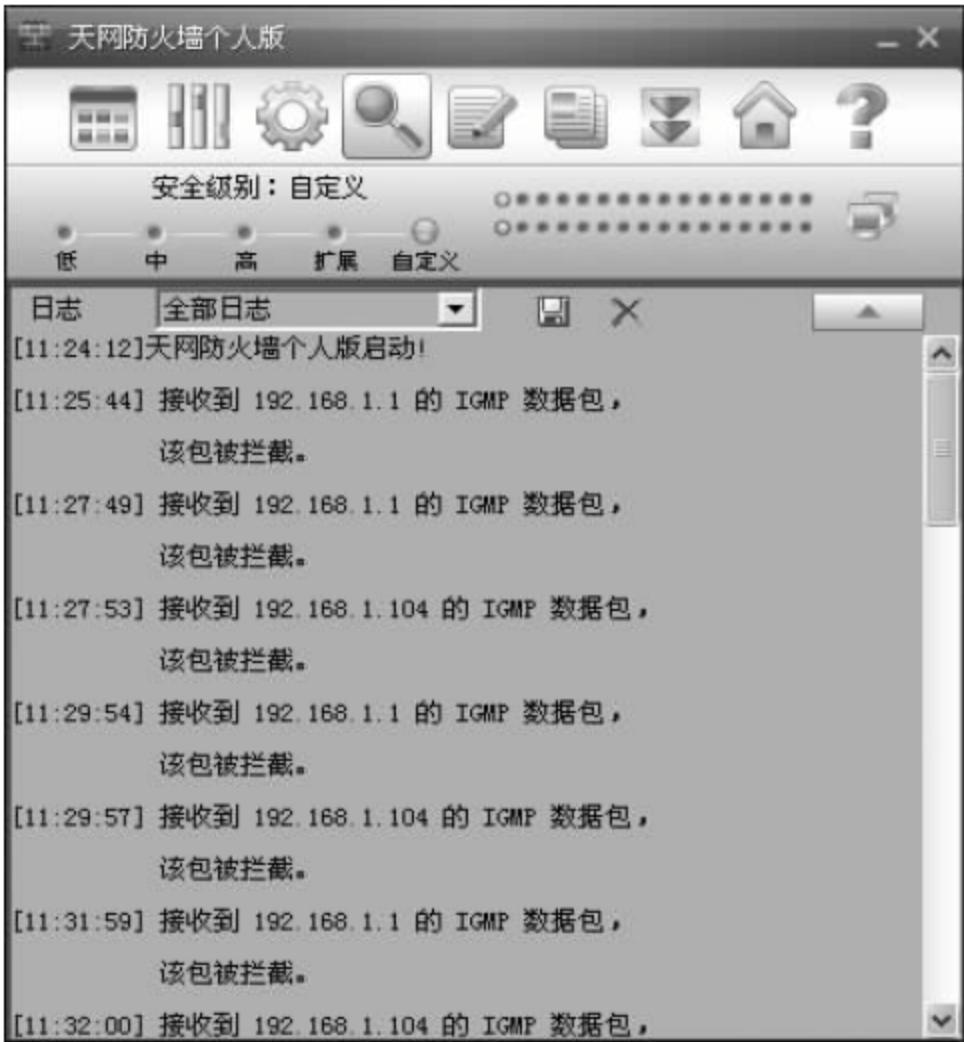 天网防火墙个人版
安全级别：自定义
低 中 高 扩展 自定义
日志 全部日志
[11:24:12]天网防火墙个人版启动!
[11:25:44] 接收到 192.168.1.1 的 IGMP 数据包，
该包被拦截。
[11:27:49] 接收到 192.168.1.1 的 IGMP 数据包，
该包被拦截。
[11:27:53] 接收到 192.168.1.104 的 IGMP 数据包，
该包被拦截。
[11:29:54] 接收到 192.168.1.1 的 IGMP 数据包，
该包被拦截。
[11:29:57] 接收到 192.168.1.104 的 IGMP 数据包，
该包被拦截。
[11:31:59] 接收到 192.168.1.1 的 IGMP 数据包，
该包被拦截。
[11:32:00] 接收到 192.168.1.104 的 IGMP 数据包，